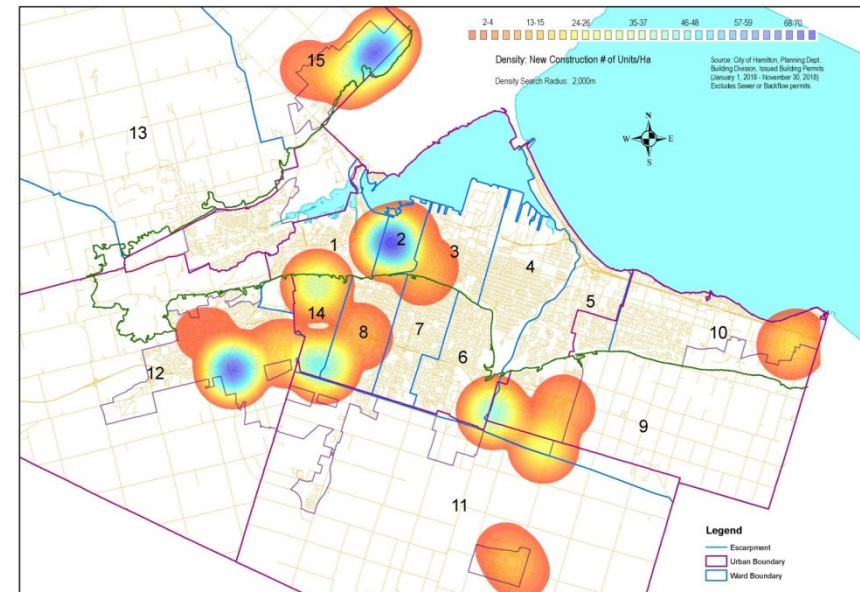 2-4 13-15 24-26 35-37 46-48 57-59 68-70
Density: New Construction # of Units/Ha
Density Search Radius: 2,000m
Source: City of Hamilton, Planning Dept.
Building Division, Issued Building Permits
(January 1, 2018 - November 30, 2018)
Excludes Sewer or Backflow permits.
15
13
N
W E
S
2
1
3
4
5
14
8
7
10
6
12
9
11
Legend
Escarpment
Urban Boundary
Ward Boundary